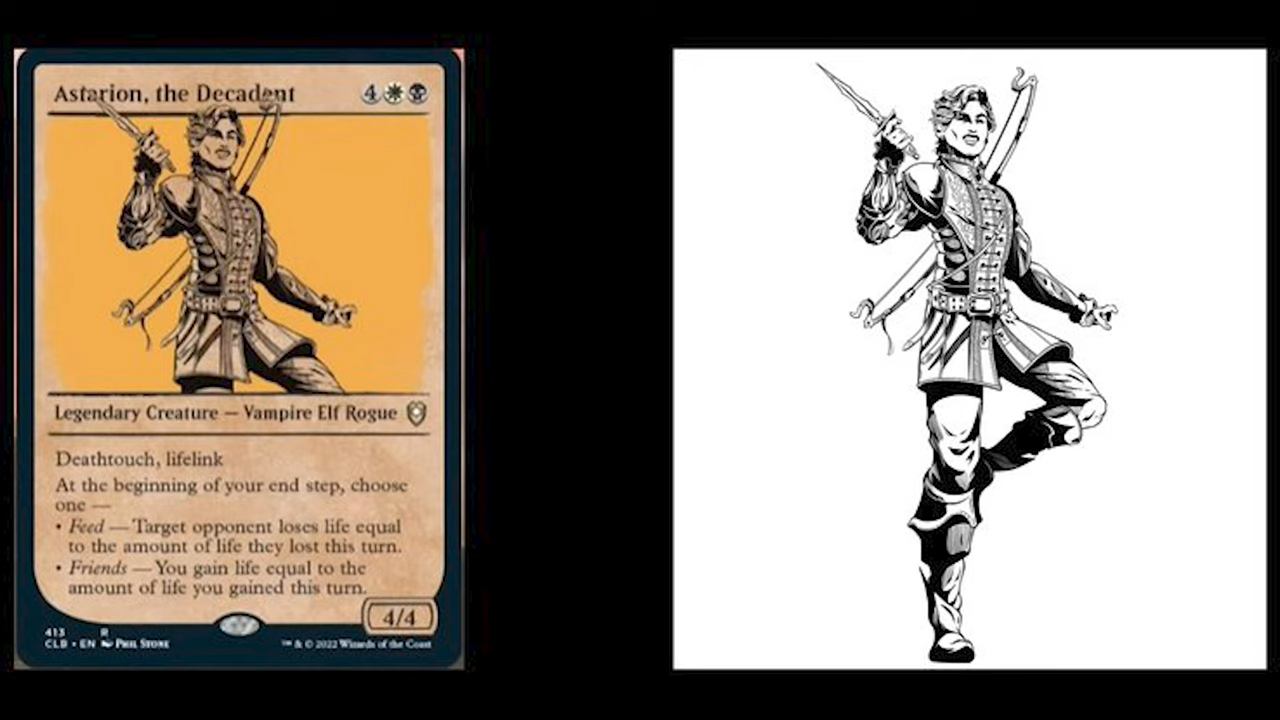 Astarion, the Decadent
4
Legendary Creature — Vampire Elf Rogue
Deathtouch, lifelink
At the beginning of your end step, choose
one —
• Feed — Target opponent loses life equal
to the amount of life they lost this turn.
• Friends — You gain life equal to the
amount of life you gained this turn.
4/4
413 R
CLB • EN Phil Stone
™ & © 2022 Wizards of the Coast